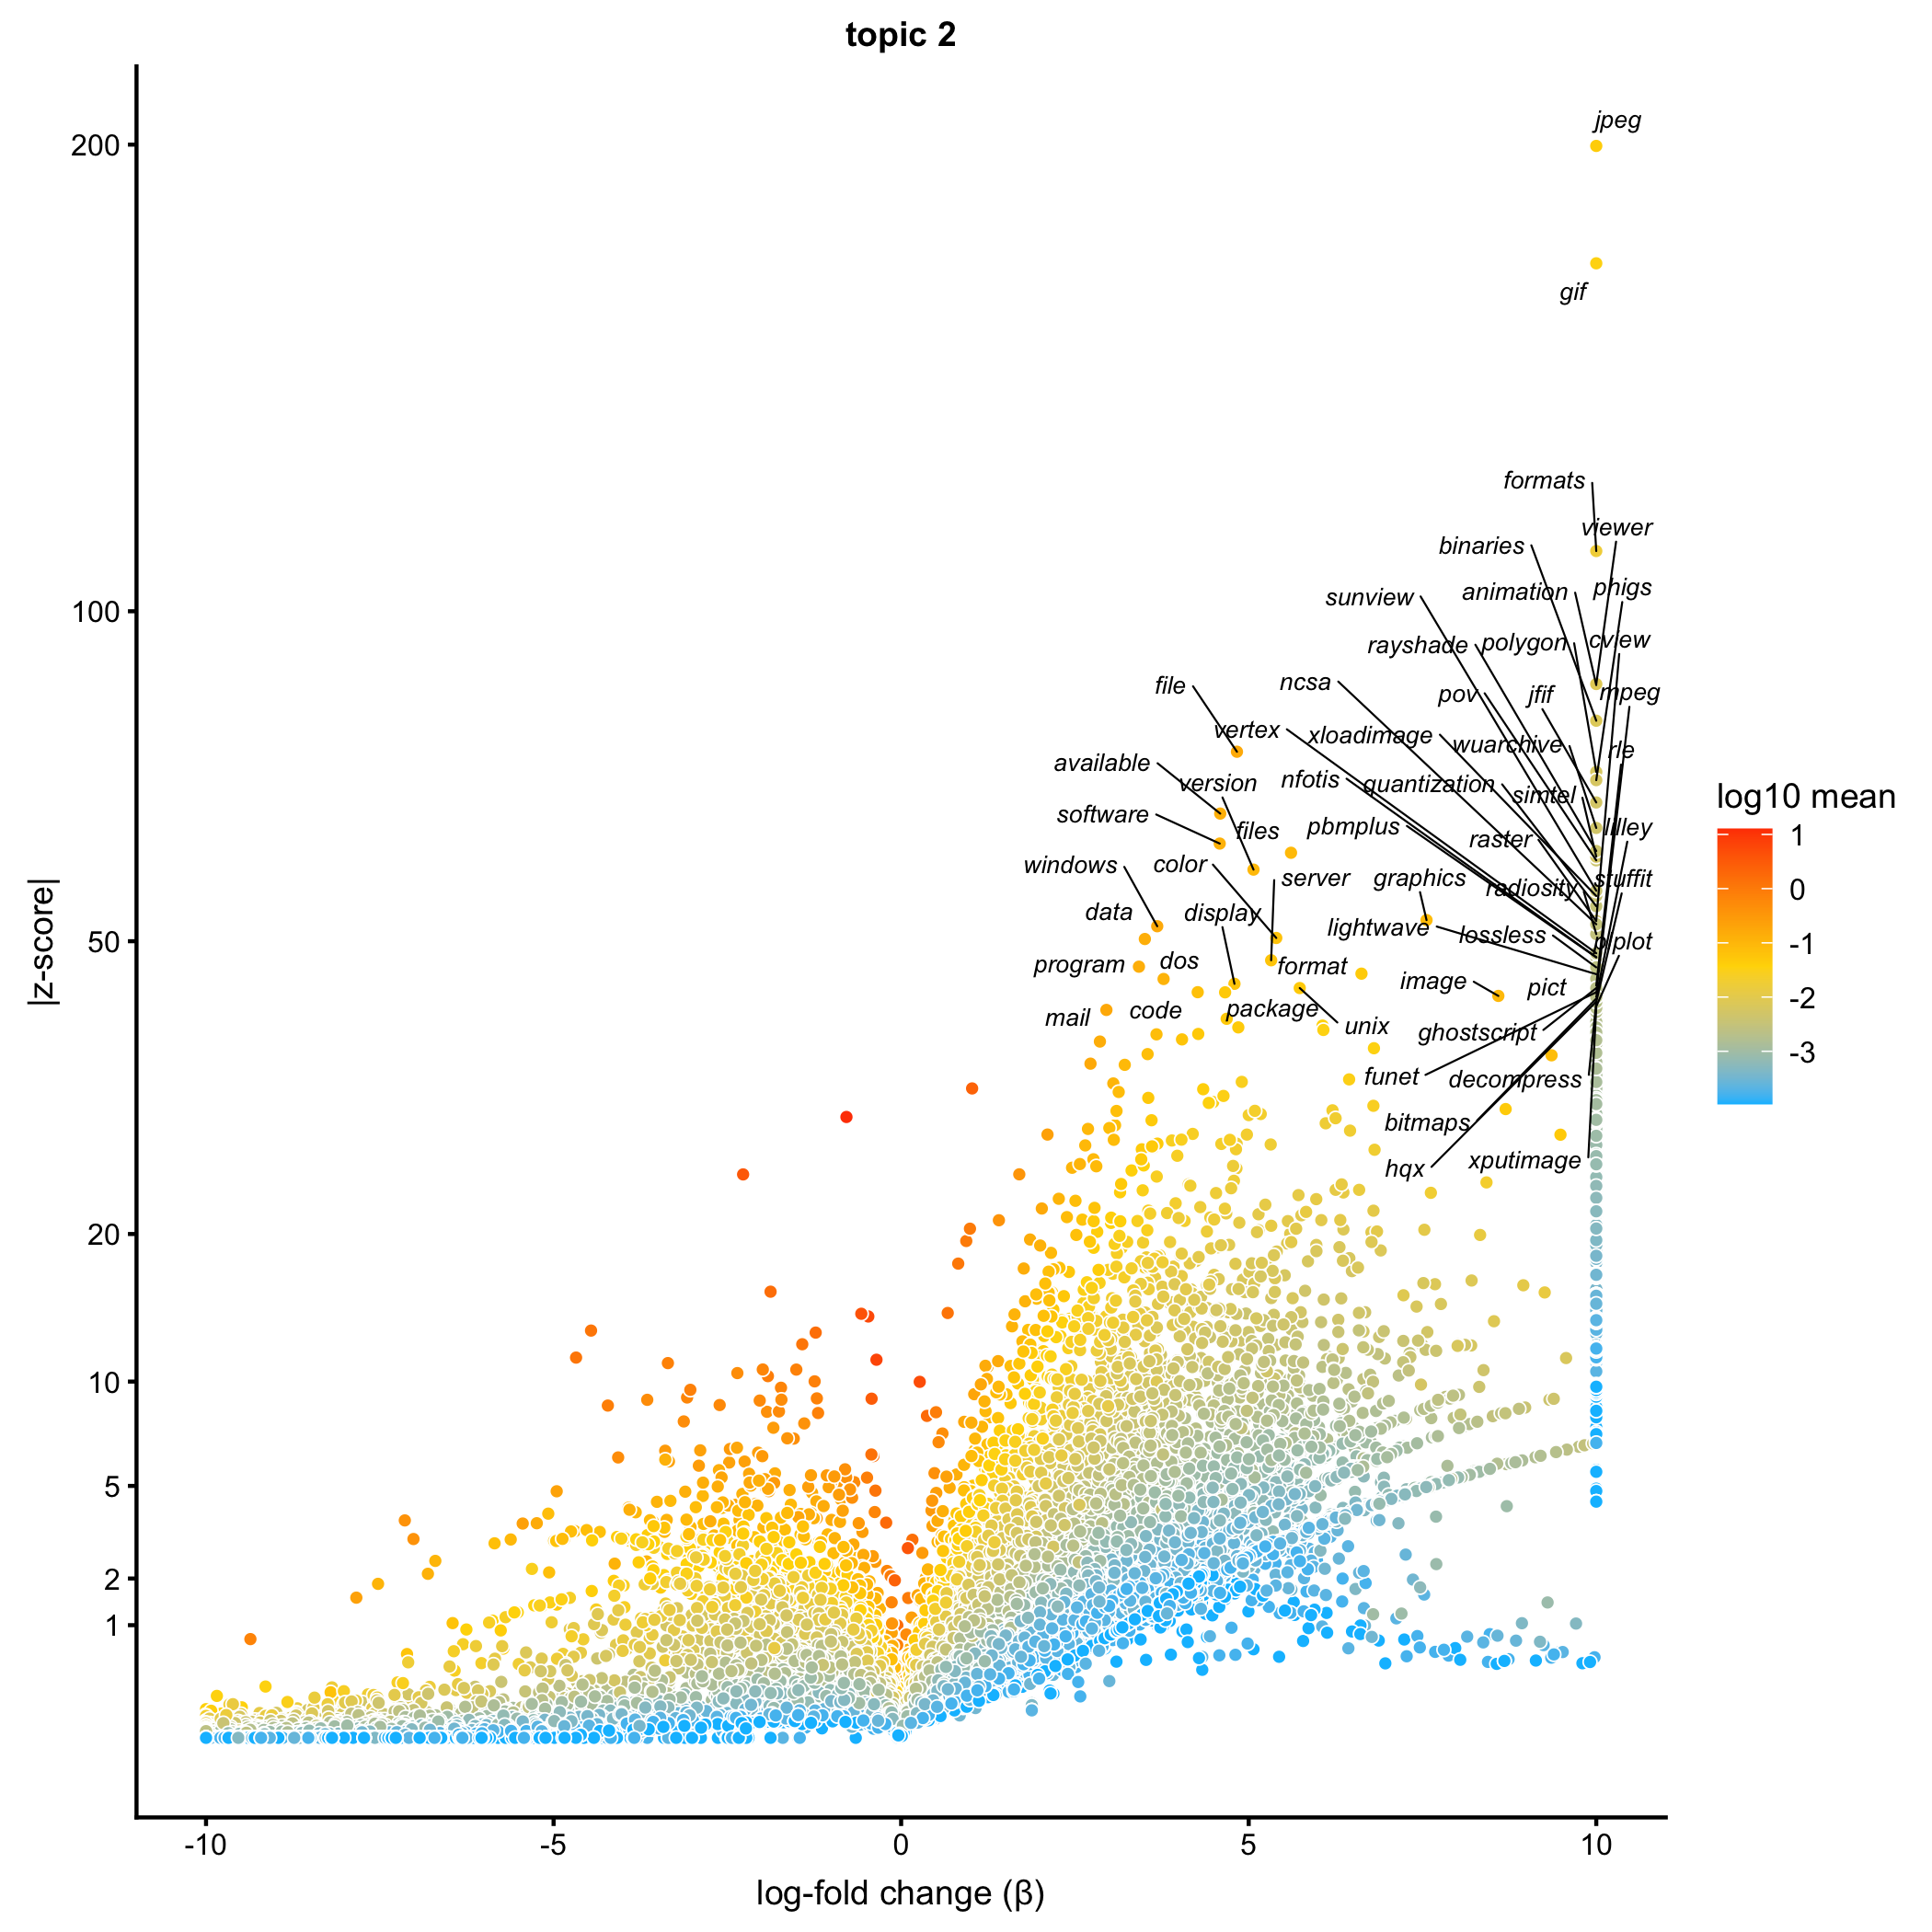 topic 2
jpeg
200
gif
formats
viewer
binaries
animation
phigs
sunview
100
rayshade
polygon
cview
file
ncsa
pov
jfif
mpeg
vertex
xloadimage
wuarchive
rle
available
version
nfotis
quantization
simtel
software
files
pbmplus
raster
lilley
windows
color
server
graphics
radiosity
stuffit
data
display
lightwave
lossless
plplot
50
program
dos
format
image
pict
mail
code
package
unix
ghostscript
funet
decompress
bitmaps
hqx
xputimage
20
10
5
2
1
|z-score|
-10
-5
0
5
10
log-fold change (β)
log10 mean
1
0
-1
-2
-3